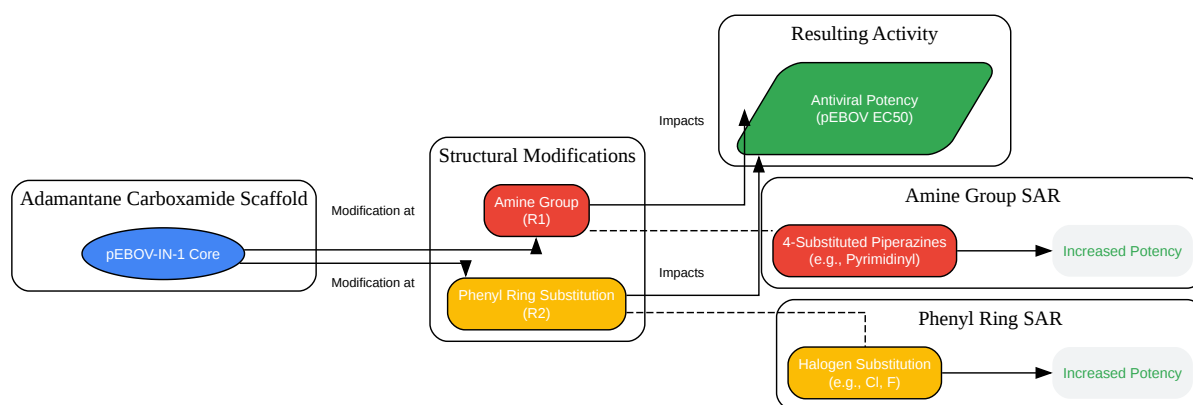 Resulting Activity
Antiviral Potency
(pEBOV EC50)
Impacts
Structural Modifications
Adamantane Carboxamide Scaffold
pEBOV-IN-1 Core
Modification at
Modification at
Amine Group
(R1)
Phenyl Ring Substitution
(R2)
Impacts
Amine Group SAR
4-Substituted Piperazines
(e.g., Pyrimidinyl)
Increased Potency
Phenyl Ring SAR
Halogen Substitution
(e.g., Cl, F)
Increased Potency